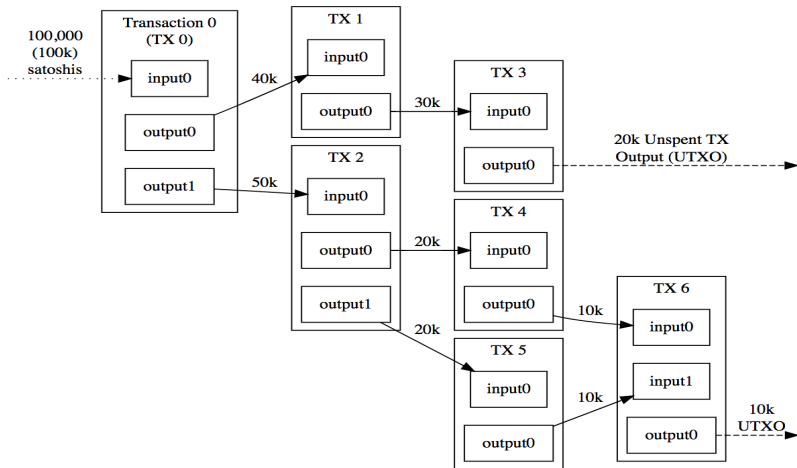 100,000
(100k)
satoshis
Transaction 0
(TX 0)
input0
output0
output1
40k
50k
TX 1
input0
output0
30k
TX 2
input0
output0
output1
20k
20k
TX 3
input0
output0
20k Unspent TX
Output (UTXO)
TX 4
input0
output0
10k
TX 5
input0
output0
10k
TX 6
input0
input1
output0
10k
UTXO